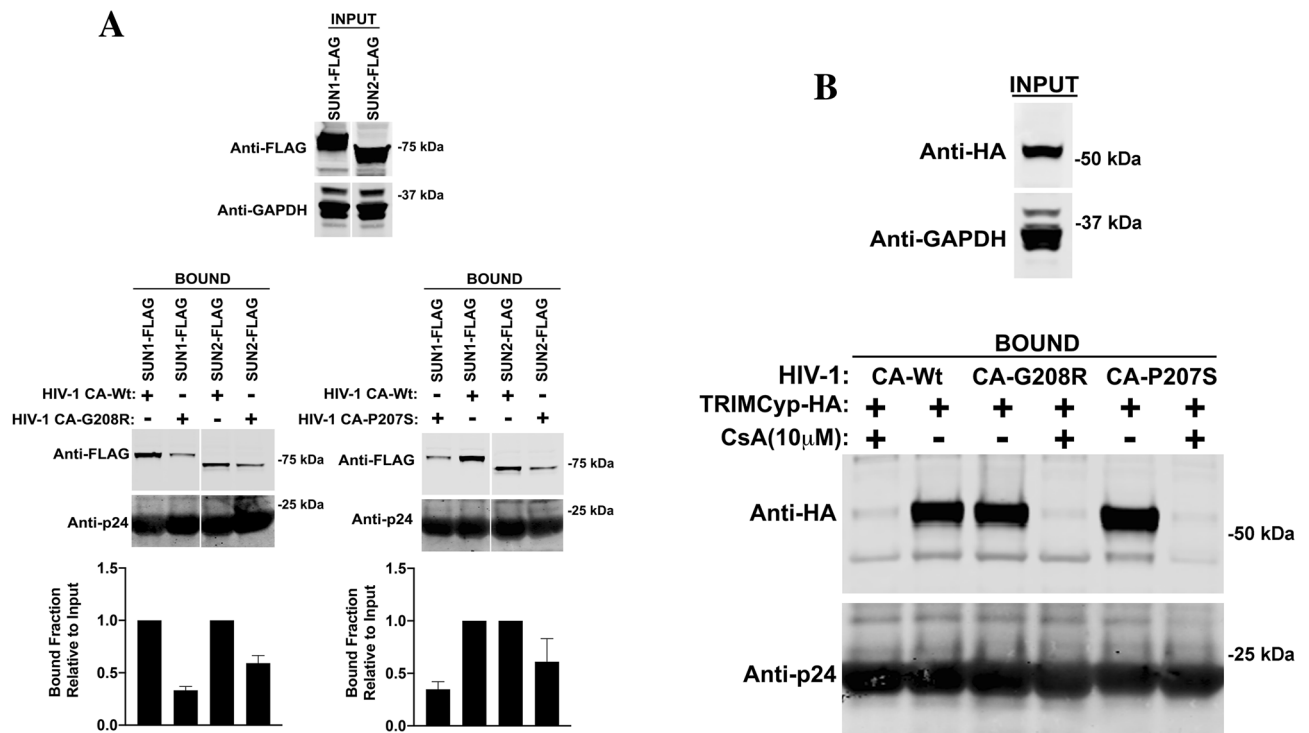 A
INPUT
SUN1-FLAG
SUN2-FLAG
Anti-FLAG
-75 kDa
-37 kDa
Anti-GAPDH
BOUND
SUN1-FLAG
SUN1-FLAG
SUN2-FLAG
SUN2-FLAG
HIV-1 CA-Wt: + - + -
HIV-1 CA-G208R: - + - +
Anti-FLAG
-75 kDa
-25 kDa
Anti-p24
Bound Fraction
Relative to Input
1.5
1.0
0.5
0.0
BOUND
SUN1-FLAG
SUN1-FLAG
SUN2-FLAG
SUN2-FLAG
HIV-1 CA-Wt: - + + -
HIV-1 CA-P207S: + - - +
Anti-FLAG
-75 kDa
-25 kDa
Anti-p24
Bound Fraction
Relative to Input
1.5
1.0
0.5
0.0
B
INPUT
Anti-HA
-50 kDa
-37 kDa
Anti-GAPDH
BOUND
HIV-1: CA-Wt CA-G208R CA-P207S
TRIMCyp-HA: + + + + + +
CsA(10μM): + - - + - +
Anti-HA
-50 kDa
-25 kDa
Anti-p24